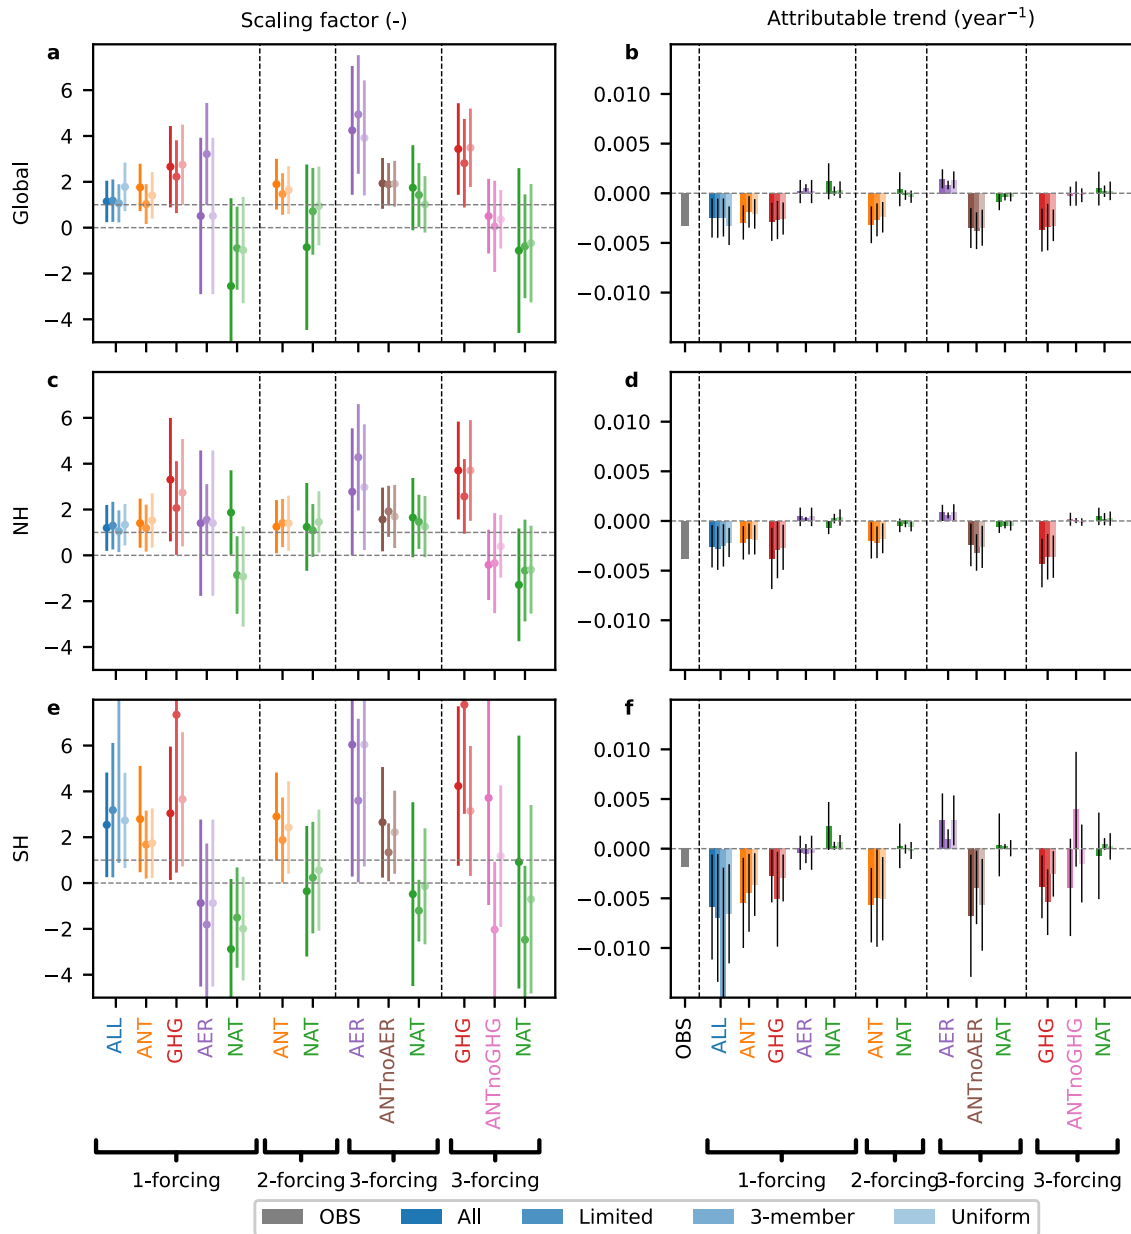 Scaling factor (-)
Attributable trend (year⁻¹)
a
b
Global
6
4
2
0
−2
−4
0.010
0.005
0.000
−0.005
−0.010
c
d
NH
6
4
2
0
−2
−4
0.010
0.005
0.000
−0.005
−0.010
e
f
SH
6
4
2
0
−2
−4
0.010
0.005
0.000
−0.005
−0.010
ALL
ANT
GHG
AER
NAT
ANT
NAT
AER
ANTnoAER
NAT
GHG
ANTnoGHG
NAT
OBS
ALL
ANT
GHG
AER
NAT
ANT
NAT
AER
ANTnoAER
NAT
GHG
ANTnoGHG
NAT
1-forcing
2-forcing
3-forcing
3-forcing
1-forcing
2-forcing
3-forcing
3-forcing
OBS
All
Limited
3-member
Uniform